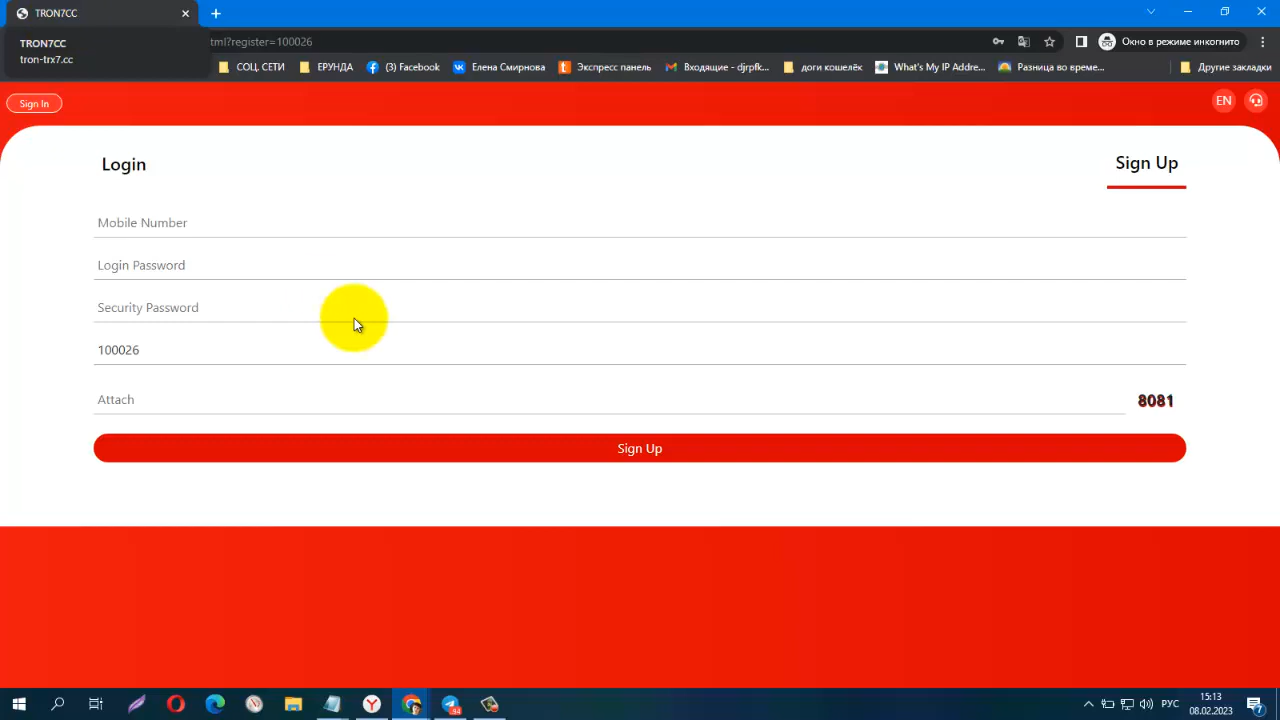 TRON7CC
TRON7CC
tron-trx7.cc
tml?register=100026
Окно в режиме инкогнито
СОЦ. СЕТИ
ЕРУНДА
(3) Facebook
Елена Смирнова
Экспресс панель
Входящие - djrpfk...
доги кошелёк
What's My IP Addre...
Разница во време...
Другие закладки
Sign In
EN
Login
Sign Up
Mobile Number
Login Password
Security Password
100026
Attach
8081
Sign Up
94
РУС
15:13
08.02.2023
7